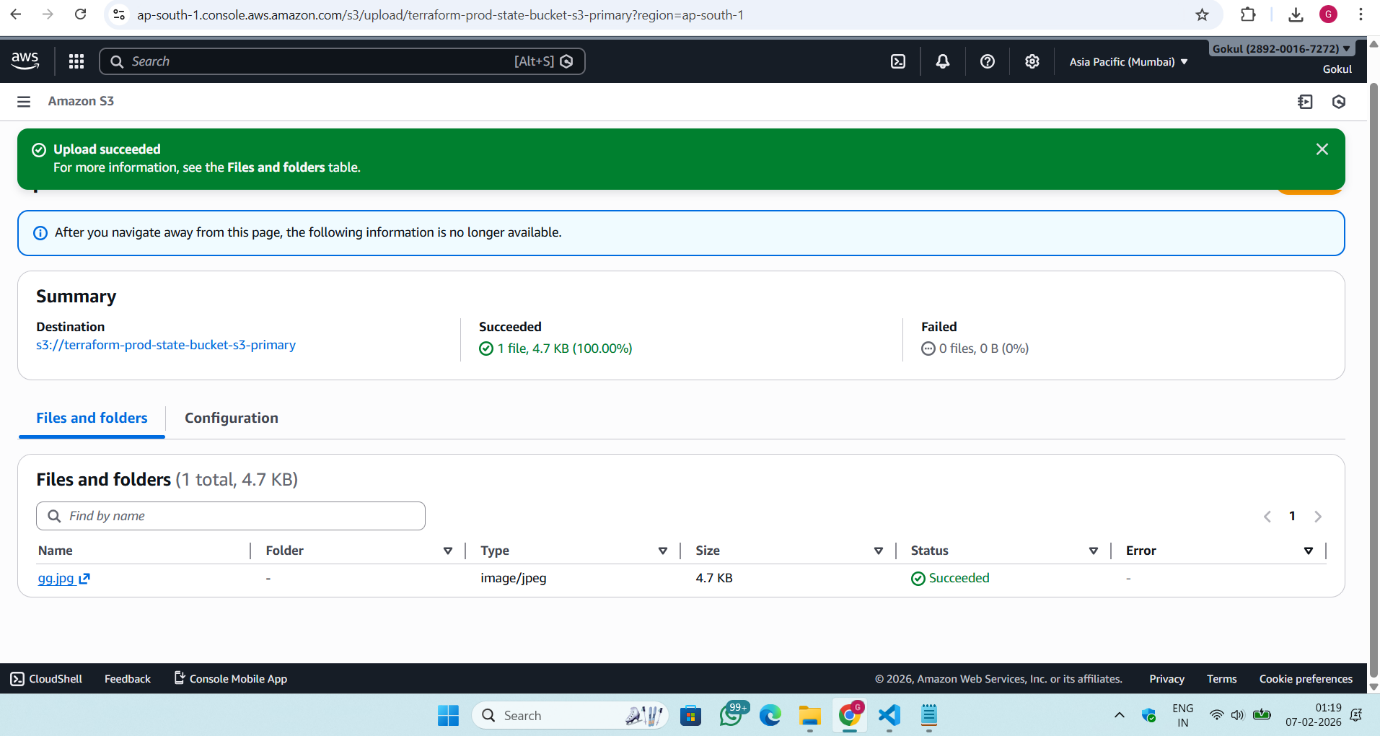 ap-south-1.console.aws.amazon.com/s3/upload/terraform-prod-state-bucket-s3-primary?region=ap-south-1
G
aws
Search
[Alt+S]
Asia Pacific (Mumbai)
Gokul (2892-0016-7272)
Gokul
Amazon S3
Upload succeeded
For more information, see the Files and folders table.
After you navigate away from this page, the following information is no longer available.
Summary
Destination
s3://terraform-prod-state-bucket-s3-primary
Succeeded
1 file, 4.7 KB (100.00%)
Failed
0 files, 0 B (0%)
Files and folders
Configuration
Files and folders (1 total, 4.7 KB)
Find by name
1
Name Folder Type Size Status Error
gg.jpg - image/jpeg 4.7 KB Succeeded -
CloudShell Feedback Console Mobile App © 2026, Amazon Web Services, Inc. or its affiliates. Privacy Terms Cookie preferences
Search
99+
G
ENG
IN
01:19
07-02-2026